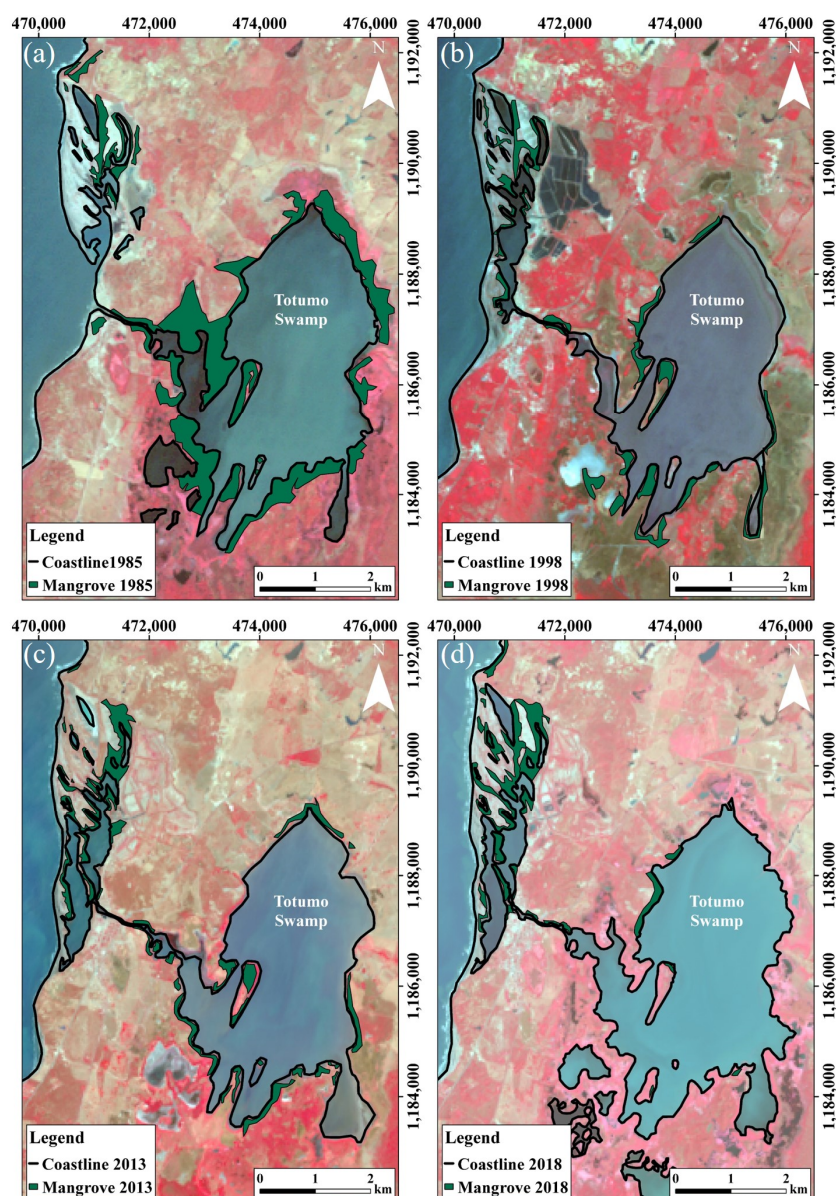 470,000 472,000 474,000 476,000
470,000 472,000 474,000 476,000
(a)
N
1,192,000
1,190,000
1,188,000
1,186,000
1,184,000
Totumo
Swamp
Legend
Coastline1985
Mangrove 1985
0 1 2
km
(b)
N
1,192,000
1,190,000
1,188,000
1,186,000
1,184,000
Totumo
Swamp
Legend
Coastline 1998
Mangrove 1998
0 1 2
km
470,000 472,000 474,000 476,000
470,000 472,000 474,000 476,000
(c)
N
1,192,000
1,190,000
1,188,000
1,186,000
1,184,000
Totumo
Swamp
Legend
Coastline 2013
Mangrove 2013
0 1 2
km
(d)
N
1,192,000
1,190,000
1,188,000
1,186,000
1,184,000
Totumo
Swamp
Legend
Coastline 2018
Mangrove 2018
0 1 2
km